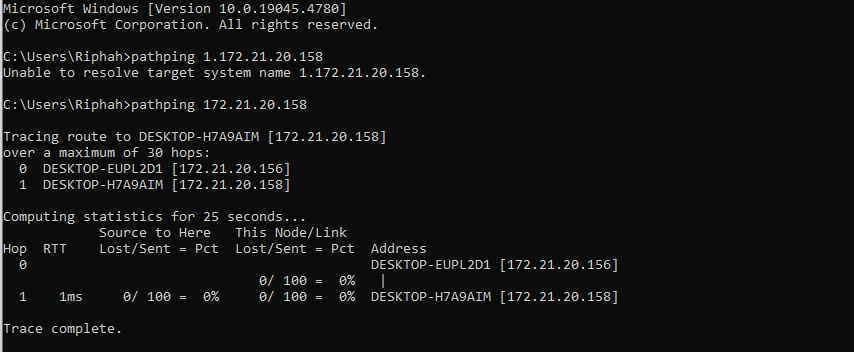 Microsoft Windows [Version 10.0.19045.4780]
(c) Microsoft Corporation. All rights reserved.
C:\Users\Riphah>pathping 1.172.21.20.158
Unable to resolve target system name 1.172.21.20.158.
C:\Users\Riphah>pathping 172.21.20.158
Tracing route to DESKTOP-H7A9AIM [172.21.20.158]
over a maximum of 30 hops:
  0  DESKTOP-EUPL2D1 [172.21.20.156]
  1  DESKTOP-H7A9AIM [172.21.20.158]
Computing statistics for 25 seconds...
            Source to Here   This Node/Link
Hop  RTT    Lost/Sent = Pct  Lost/Sent = Pct  Address
  0                                           DESKTOP-EUPL2D1 [172.21.20.156]
                                0/ 100 =  0%   |
  1    1ms     0/ 100 =  0%     0/ 100 =  0%  DESKTOP-H7A9AIM [172.21.20.158]
Trace complete.